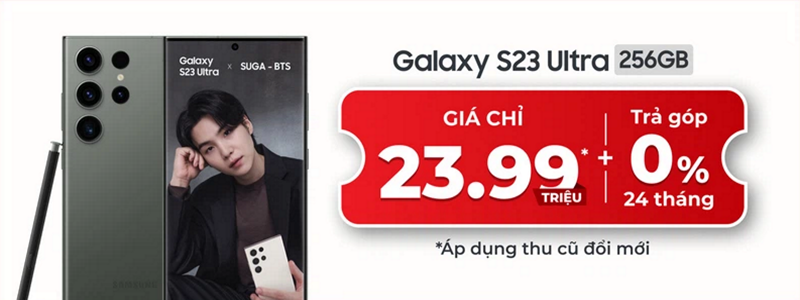 Galaxy
S23 Ultra x SUGA - BTS
SAMSUNG
Galaxy S23 Ultra 256GB
GIÁ CHỈ
23.99*
TRIỆU
+
Trả góp
0%
24 tháng
*Áp dụng thu cũ đổi mới